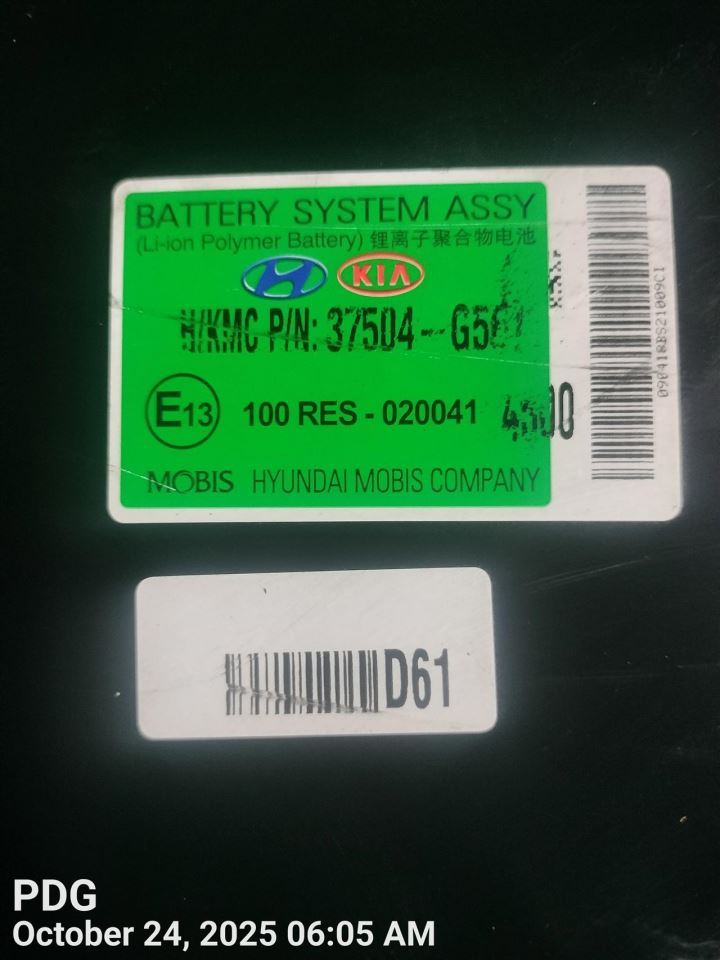 BATTERY SYSTEM ASSY
(Li-ion Polymer Battery) 锂离子聚合物电池
KIA
H/KMC P/N: 37504-
E13 100 RES - 020041
MOBIS HYUNDAI MOBIS COMPANY
D61
PDG
October 24, 2025 06:05 AM